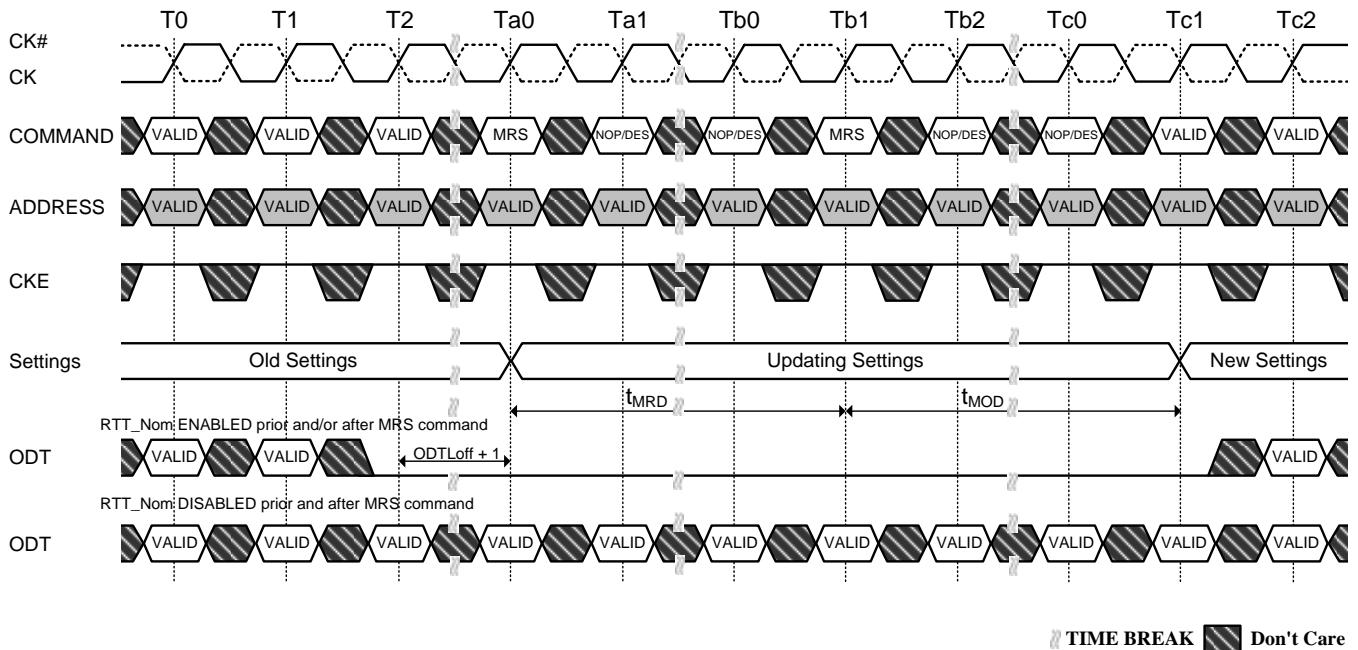 T0 T1 T2 Ta0 Ta1 Tb0 Tb1 Tb2 Tc0 Tc1 Tc2
CK#
CK
COMMAND VALID VALID VALID MRS NOP/DES NOP/DES MRS NOP/DES NOP/DES VALID VALID
ADDRESS VALID VALID VALID VALID VALID VALID VALID VALID VALID VALID VALID
CKE
Settings Old Settings Updating Settings New Settings
tMRD tMOD
RTT_Nom ENABLED prior and/or after MRS command
ODT VALID VALID ODTLoff + 1 VALID
RTT_Nom DISABLED prior and after MRS command
ODT VALID VALID VALID VALID VALID VALID VALID VALID VALID VALID VALID
TIME BREAK Don't Care